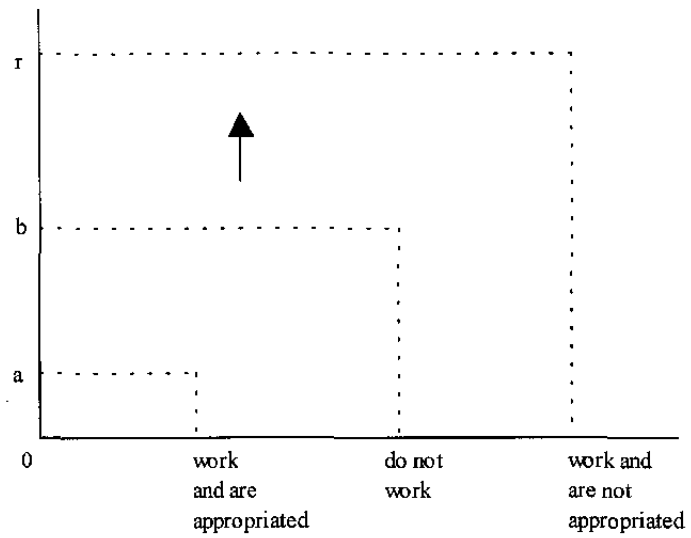 r
b
a
0
work
and are
appropriated
do not
work
work and
are not
appropriated